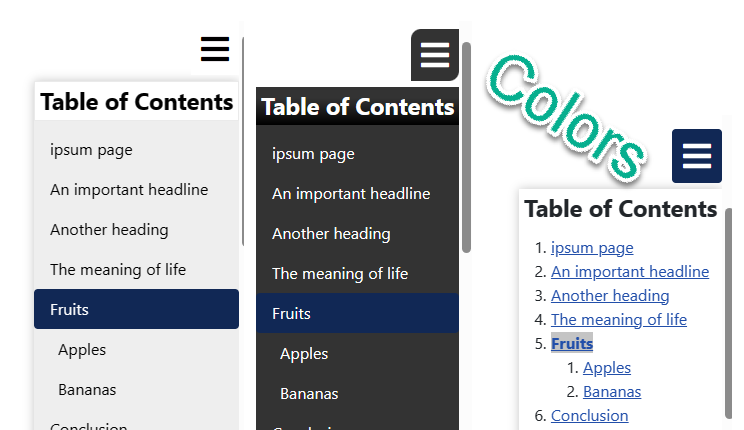 Table of Contents
ipsum page
An important headline
Another heading
The meaning of life
Fruits
Apples
Bananas
Conclusion
Table of Contents
ipsum page
An important headline
Another heading
The meaning of life
Fruits
Apples
Bananas
Conclusion
Colors
Table of Contents
1. ipsum page
2. An important headline
3. Another heading
4. The meaning of life
5. Fruits
1. Apples
2. Bananas
6. Conclusion